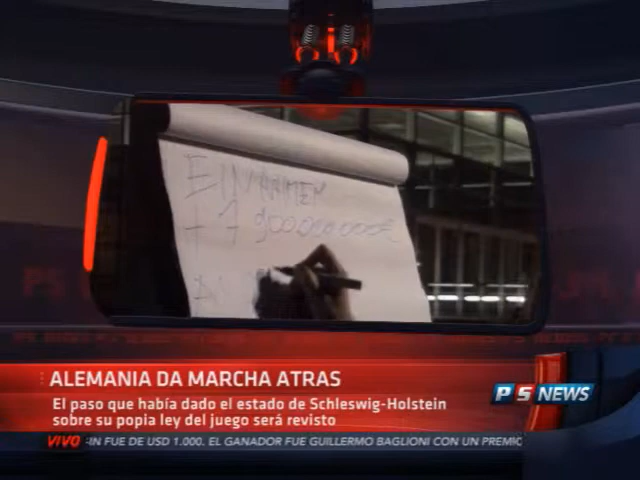 EINNAHMEN
ALEMANIA DA MARCHA ATRAS
El paso que había dado el estado de Schleswig-Holstein
sobre su popia ley del juego será revisto
PS NEWS
VIVO -IN FUE DE USD 1.000. EL GANADOR FUE GUILLERMO BAGLIONI CON UN PREMIO